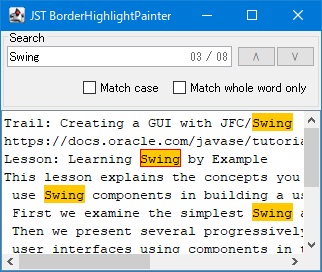 JST BorderHighlightPainter
Search
Swing 03 / 08
Match case Match whole word only
Trail: Creating a GUI with JFC/Swing
https://docs.oracle.com/javase/tutoria
Lesson: Learning Swing by Example
This lesson explains the concepts you
use Swing components in building a us
First we examine the simplest Swing a
Then we present several progressively
user interfaces using components in t